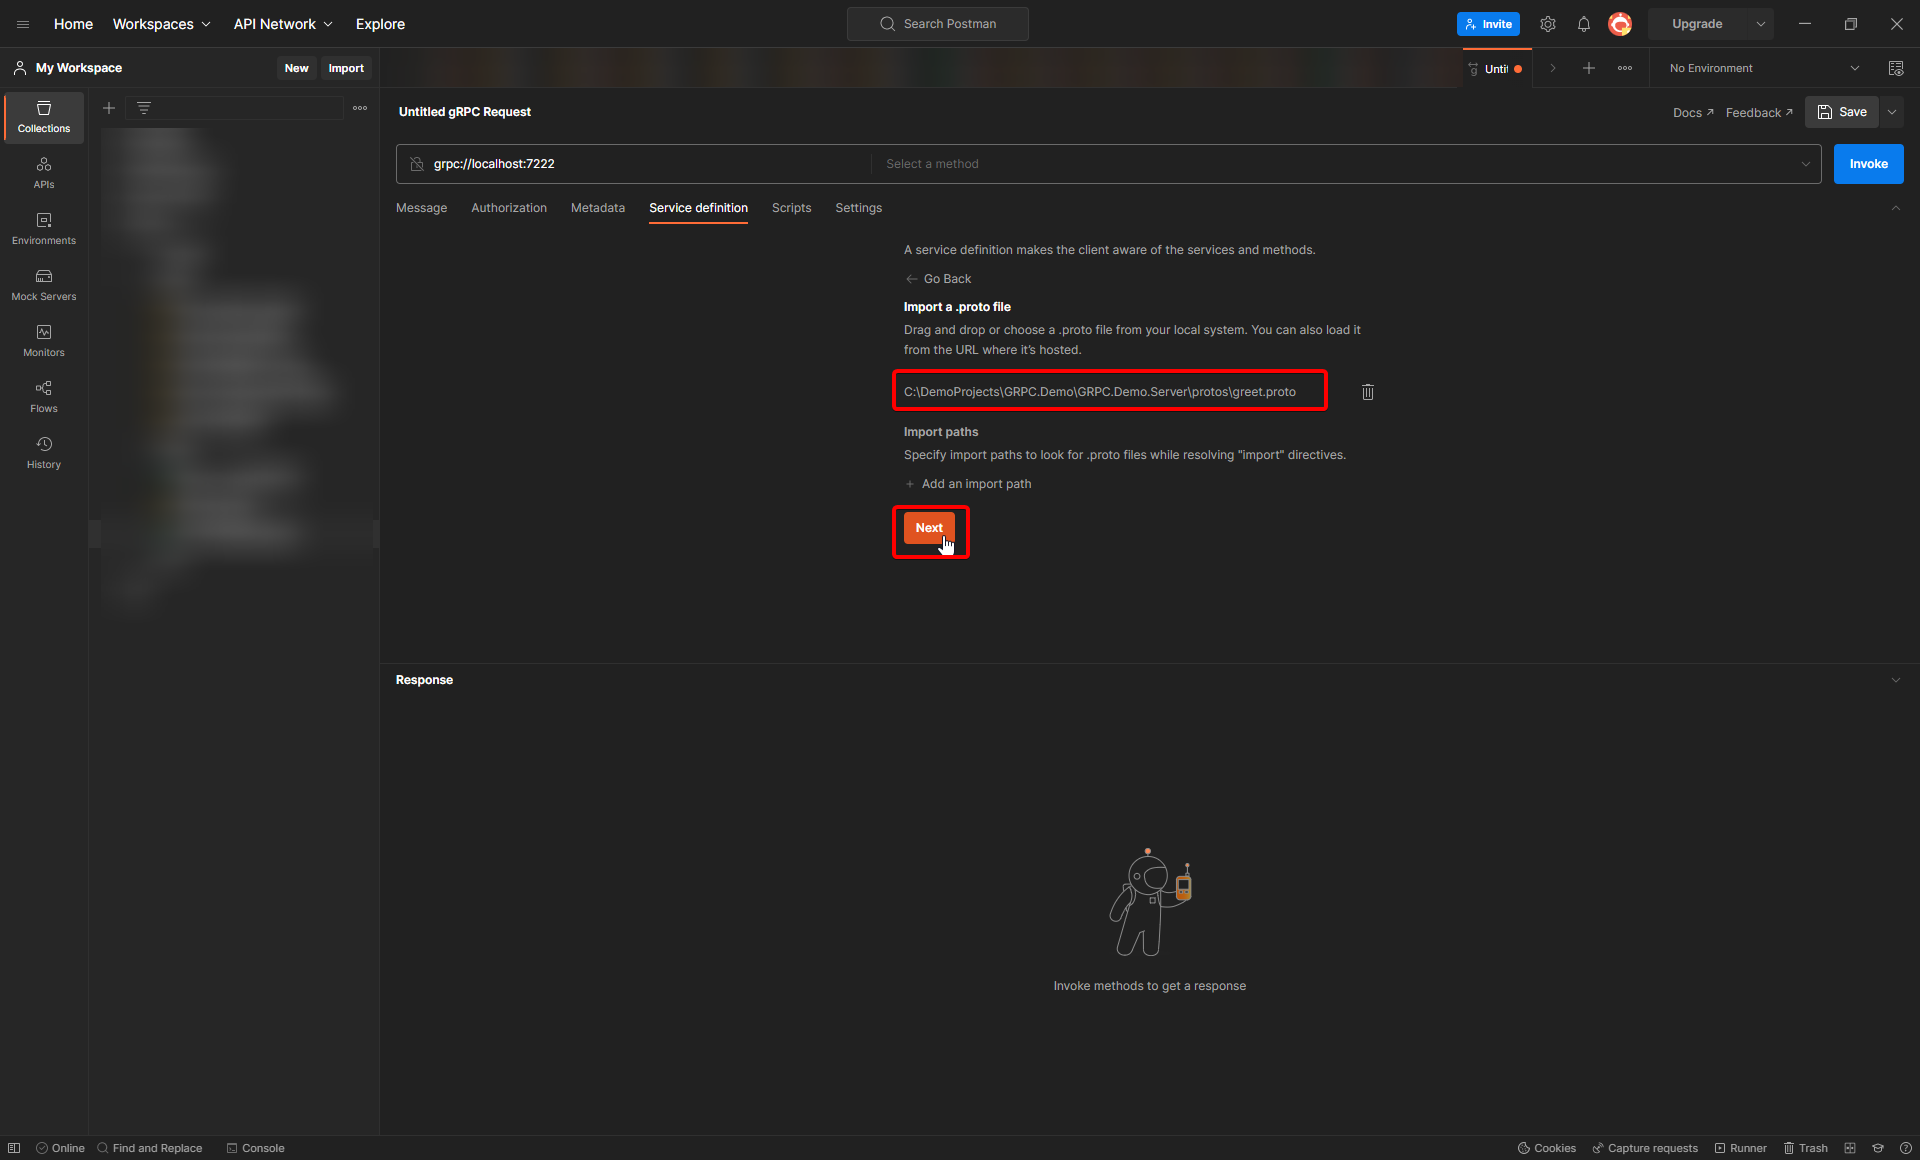 Home
Workspaces
API Network
Explore
Search Postman
Invite
Upgrade
My Workspace
New
Import
Unti
No Environment
Collections
APIs
Environments
Mock Servers
Monitors
Flows
History
Untitled gRPC Request
Docs
Feedback
Save
grpc://localhost:7222
Select a method
Invoke
Message
Authorization
Metadata
Service definition
Scripts
Settings
A service definition makes the client aware of the services and methods.
Go Back
Import a .proto file
Drag and drop or choose a .proto file from your local system. You can also load it
from the URL where it's hosted.
C:\DemoProjects\GRPC.Demo\GRPC.Demo.Server\protos\greet.proto
Import paths
Specify import paths to look for .proto files while resolving "import" directives.
Add an import path
Next
Response
Invoke methods to get a response
Online
Find and Replace
Console
Cookies
Capture requests
Runner
Trash